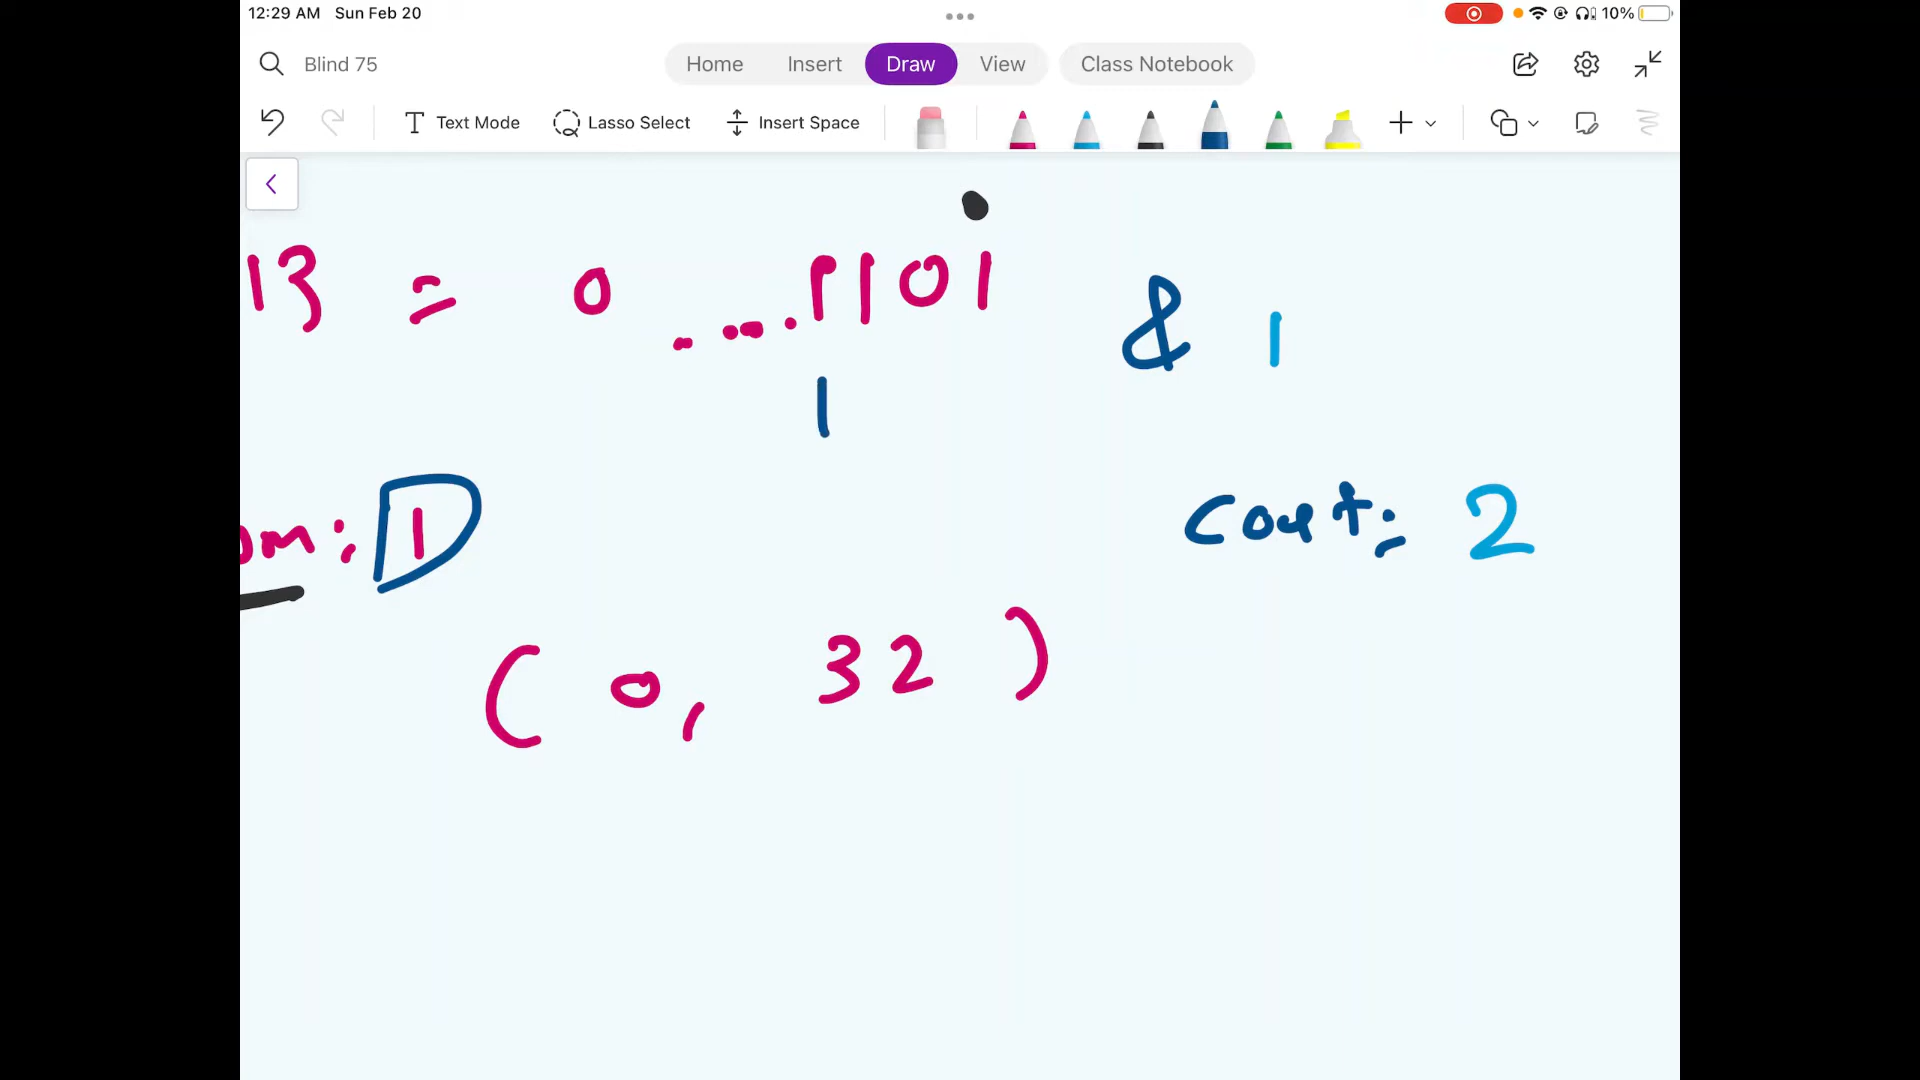 12:29 AM Sun Feb 20
10%
Blind 75
Home Insert Draw View Class Notebook
Text Mode Lasso Select Insert Space
13 = 0 .... 1101 & 1
1
om: 1
Count: 2
( 0, 32 )